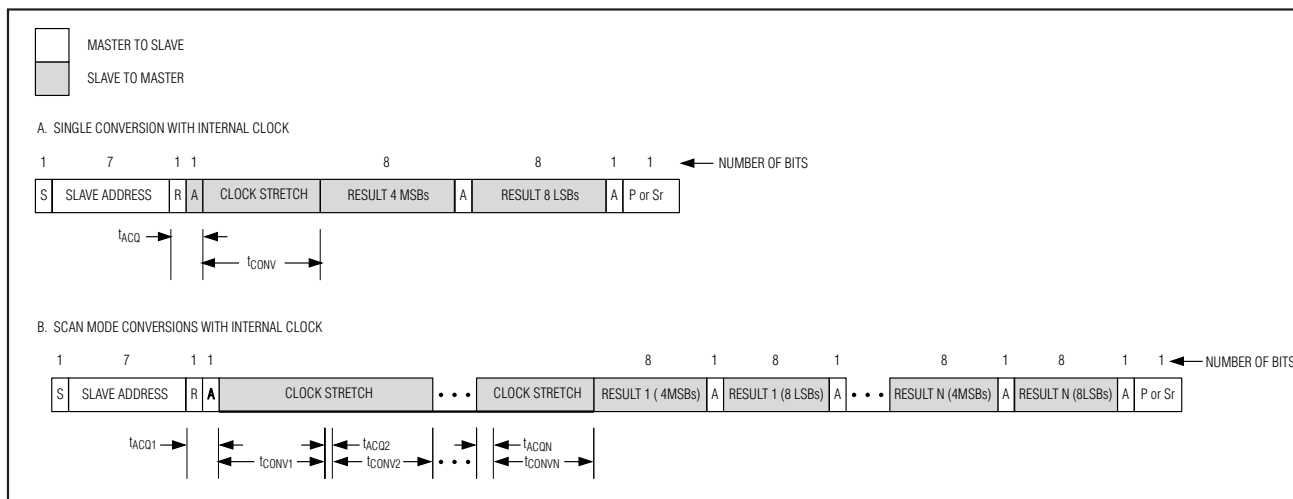 MASTER TO SLAVE
SLAVE TO MASTER
A. SINGLE CONVERSION WITH INTERNAL CLOCK
1 7 1 1 8 8 1 1 NUMBER OF BITS
S SLAVE ADDRESS R A CLOCK STRETCH RESULT 4 MSBs A RESULT 8 LSBs A P or Sr
tACQ
tCONV
B. SCAN MODE CONVERSIONS WITH INTERNAL CLOCK
1 7 1 1 8 1 8 1 8 1 8 1 1 NUMBER OF BITS
S SLAVE ADDRESS R A CLOCK STRETCH • • • CLOCK STRETCH RESULT 1 ( 4MSBs) A RESULT 1 (8 LSBs) A • • • RESULT N (4MSBs) A RESULT N (8LSBs) A P or Sr
tACQ1 tACQ2 tACQN
tCONV1 tCONV2 • • • tCONVN